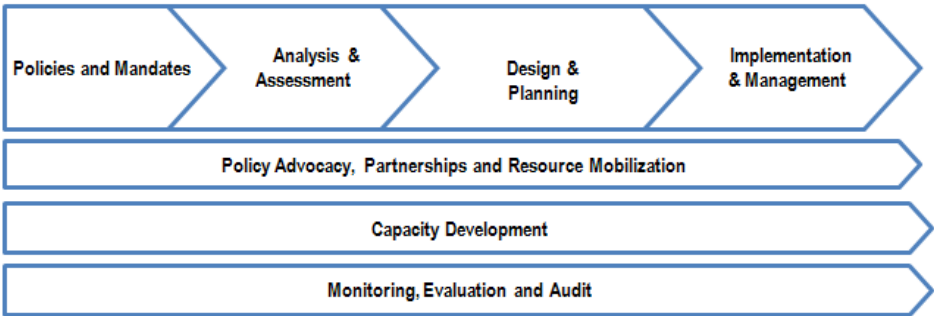 Policies and Mandates
Analysis &
Assessment
Design &
Planning
Implementation
& Management
Policy Advocacy, Partnerships and Resource Mobilization
Capacity Development
Monitoring, Evaluation and Audit